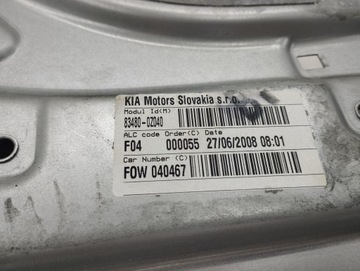 KIA Motors Slovakia s.r.o.
Modul Id(M)
83480-0Z040
ALC code Order(C) Date
F04 000055 27/06/2008 08:01
Car Number (C)
FOW 040467